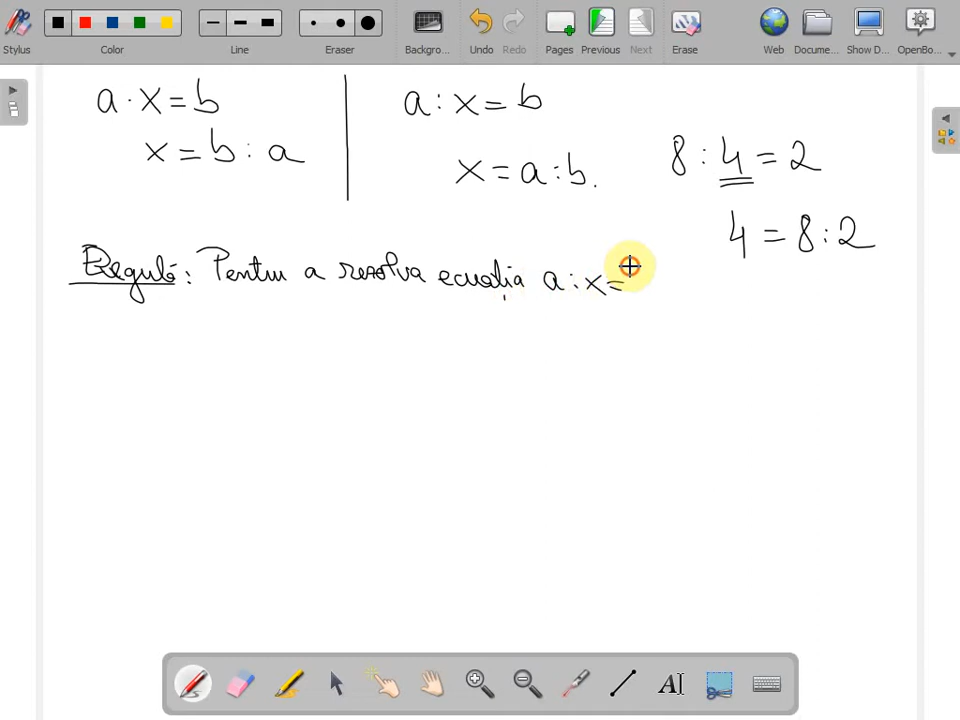 Stylus Color Line Eraser Backgro... Undo Redo Pages Previous Next Erase Web Docume... Show D... OpenBo...
a · x = b
x = b : a
a : x = b
x = a : b.
8 : 4 = 2
4 = 8 : 2
Regulă: Pentru a rezolva ecuația a : x =